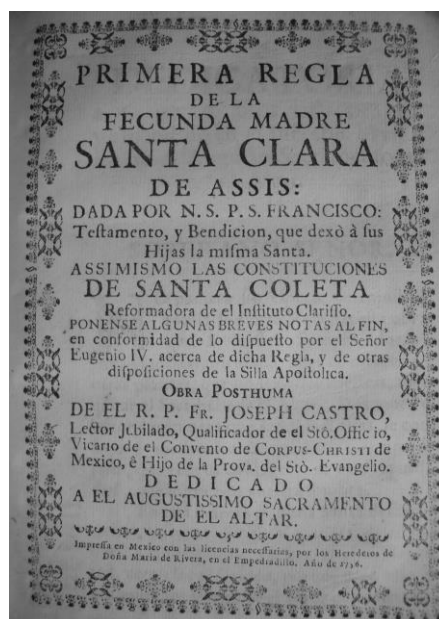 PRIMERA REGLA
DE LA
FECUNDA MADRE
SANTA CLARA
DE ASSIS:
DADA POR N. S. P. S. FRANCISCO:
Teſtamento, y Bendicion, que dexò à ſus
Hijas la miſma Santa.
ASSIMISMO LAS CONSTITUCIONES
DE SANTA COLETA
Reformadora de el Inſtituto Clariſſo.
PONENSE ALGUNAS BREVES NOTAS AL FIN,
en conformidad de lo diſpueſto por el Señor
Eugenio IV. acerca de dicha Regla, y de otras
diſpoſiciones de la Silla Apoſtolica.
OBRA POSTHUMA
DE EL R. P. FR. JOSEPH CASTRO,
Lector Jubilado, Qualificador de el Stô. Officio,
Vicario de el Convento de CORPUS-CHRISTI de
Mexico, è Hijo de la Prova. del Stò. Evangelio.
DEDICADO
A EL AUGUSTISSIMO SACRAMENTO
DE EL ALTAR.
Impreſſa en Mexico con las licencias neceſſarias, por los Herederos de
Doña Maria de Rivera, en el Empedradillo. Año de